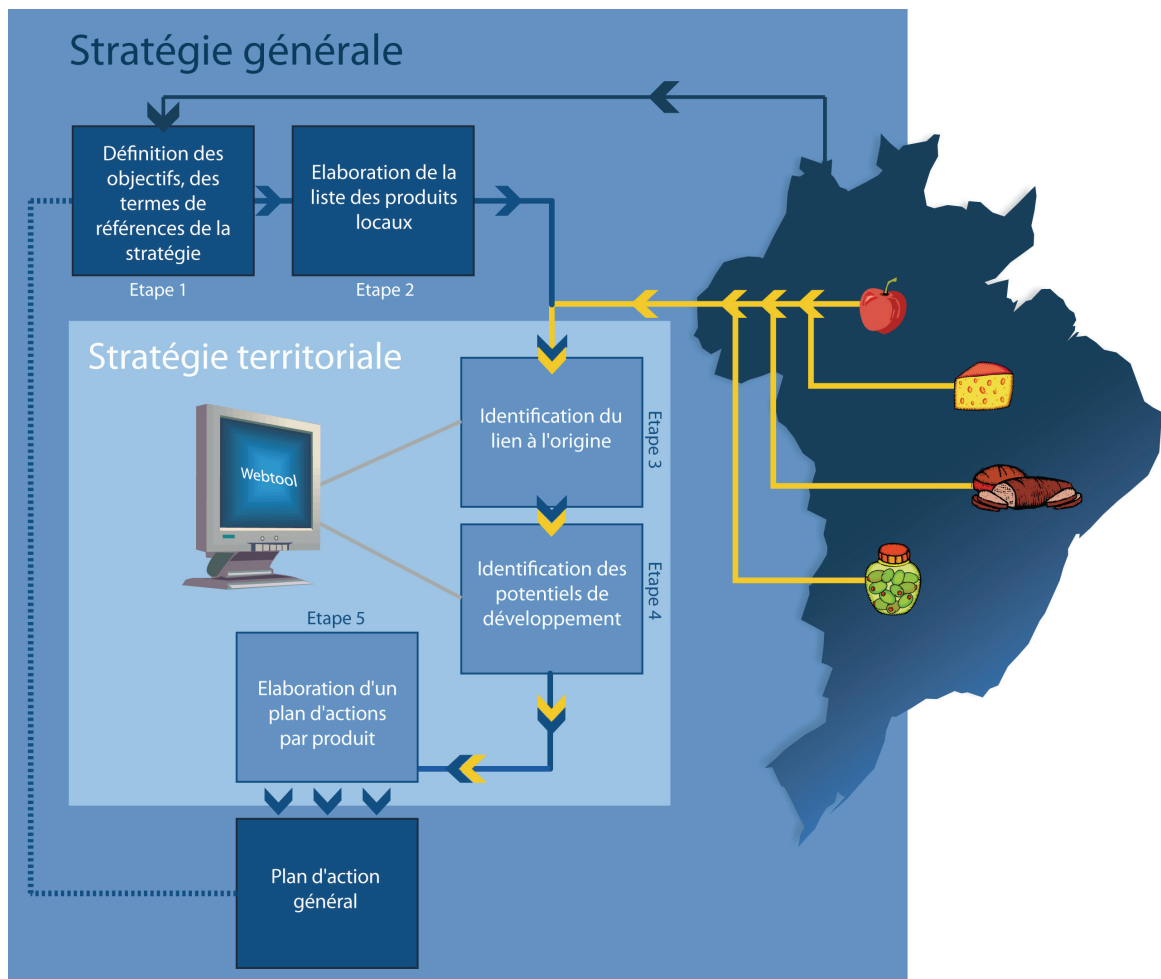 Stratégie générale
Définition des
objectifs, des
termes de
références de la
stratégie
Etape 1
Elaboration de la
liste des produits
locaux
Etape 2
Stratégie territoriale
Webtool
Identification du
lien à l'origine
Etape 3
Identification des
potentiels de
développement
Etape 4
Etape 5
Elaboration d'un
plan d'actions
par produit
Plan d'action
général